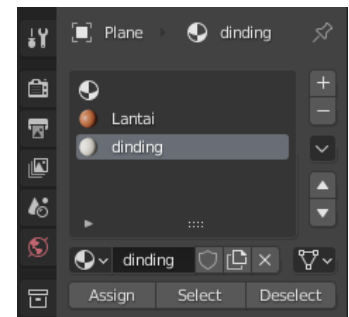 Plane dinding
Lantai
dinding
dinding
Assign Select Deselect